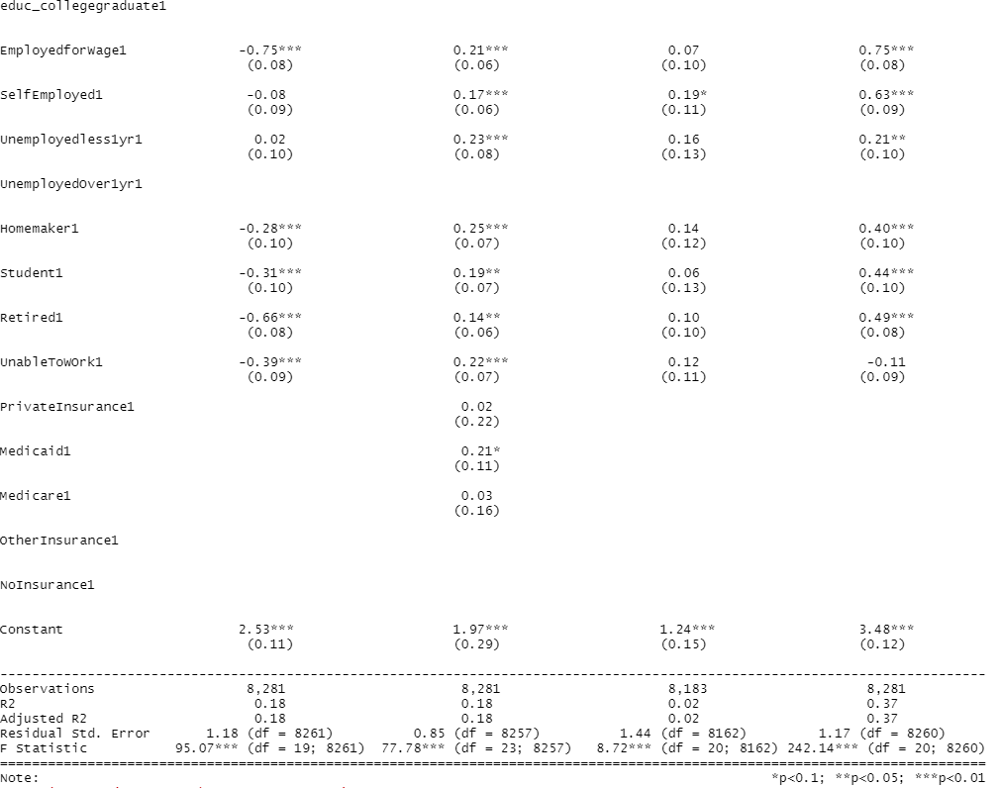 educ_collegegraduate1
EmployedforWage1 -0.75*** 0.21*** 0.07 0.75***
(0.08) (0.06) (0.10) (0.08)
SelfEmployed1 -0.08 0.17*** 0.19* 0.63***
(0.09) (0.06) (0.11) (0.09)
Unemployedless1yr1 0.02 0.23*** 0.16 0.21**
(0.10) (0.08) (0.13) (0.10)
UnemployedOver1yr1
Homemaker1 -0.28*** 0.25*** 0.14 0.40***
(0.10) (0.07) (0.12) (0.10)
Student1 -0.31*** 0.19** 0.06 0.44***
(0.10) (0.07) (0.13) (0.10)
Retired1 -0.66*** 0.14** 0.10 0.49***
(0.08) (0.06) (0.10) (0.08)
UnableToWOrk1 -0.39*** 0.22*** 0.12 -0.11
(0.09) (0.07) (0.11) (0.09)
PrivateInsurance1 0.02
(0.22)
Medicaid1 0.21*
(0.11)
Medicare1 0.03
(0.16)
OtherInsurance1
NoInsurance1
Constant 2.53*** 1.97*** 1.24*** 3.48***
(0.11) (0.29) (0.15) (0.12)
Observations 8,281 8,281 8,183 8,281
R2 0.18 0.18 0.02 0.37
Adjusted R2 0.18 0.18 0.02 0.37
Residual Std. Error 1.18 (df = 8261) 0.85 (df = 8257) 1.44 (df = 8162) 1.17 (df = 8260)
F Statistic 95.07*** (df = 19; 8261) 77.78*** (df = 23; 8257) 8.72*** (df = 20; 8162) 242.14*** (df = 20; 8260)
Note: *p<0.1; **p<0.05; ***p<0.01